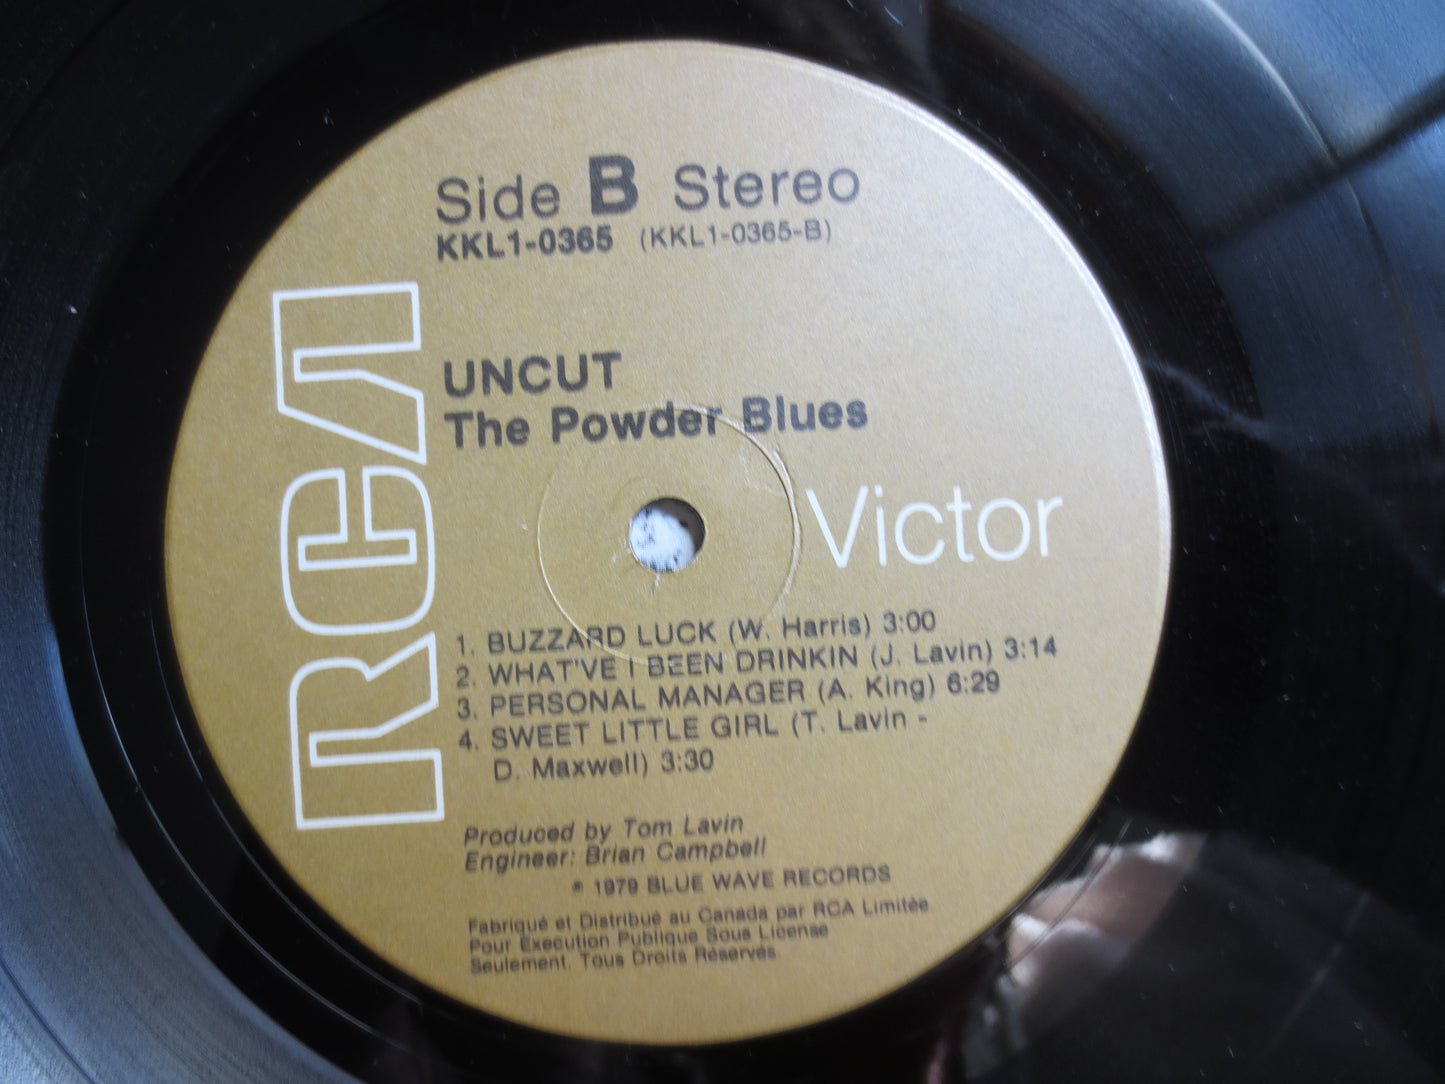 Side B Stereo
KKL1-0365 (KKL1-0365-B)
RCA
UNCUT
The Powder Blues
Victor
1. BUZZARD LUCK (W. Harris) 3:00
2. WHAT'VE I BEEN DRINKIN (J. Lavin) 3:14
3. PERSONAL MANAGER (A. King) 6:29
4. SWEET LITTLE GIRL (T. Lavin -
D. Maxwell) 3:30
Produced by Tom Lavin
Engineer: Brian Campbell
℗ 1979 BLUE WAVE RECORDS
Fabriqué et Distribué au Canada par RCA Limitée.
Pour Execution Publique Sous License
Seulement. Tous Droits Réservés.